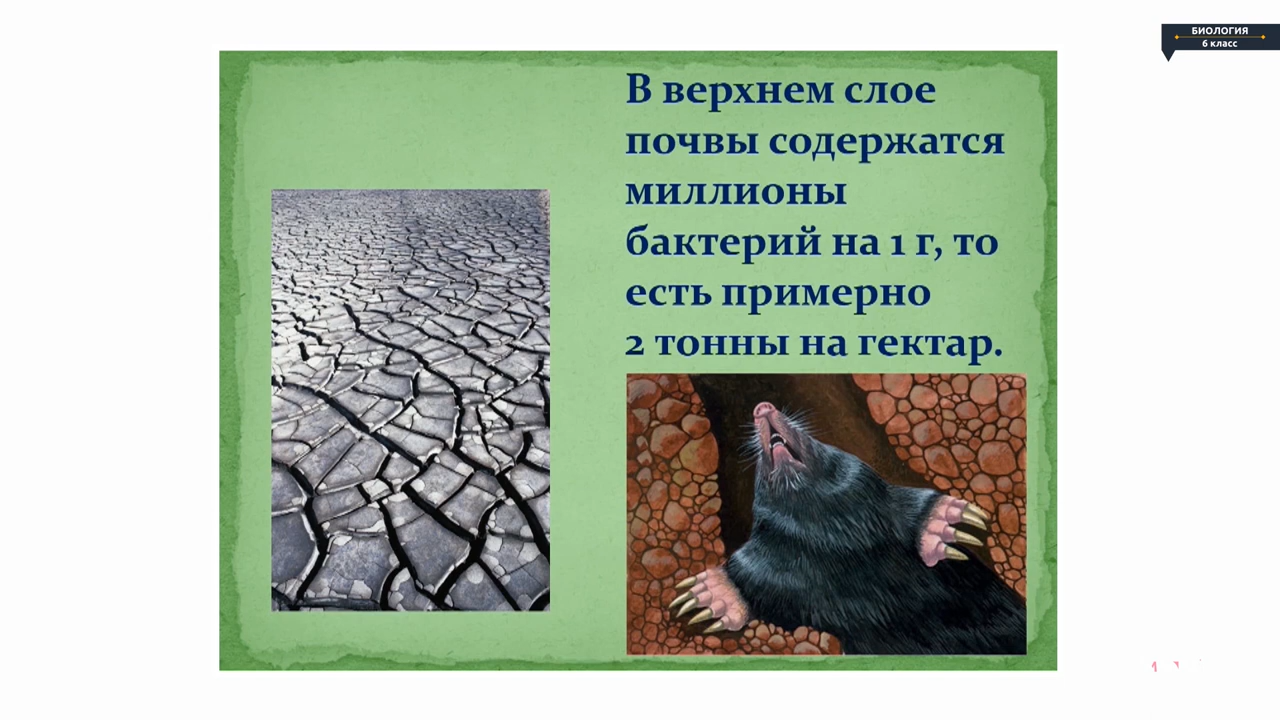 БИОЛОГИЯ
6 класс
В верхнем слое
почвы содержатся
миллионы
бактерий на 1 г, то
есть примерно
2 тонны на гектар.